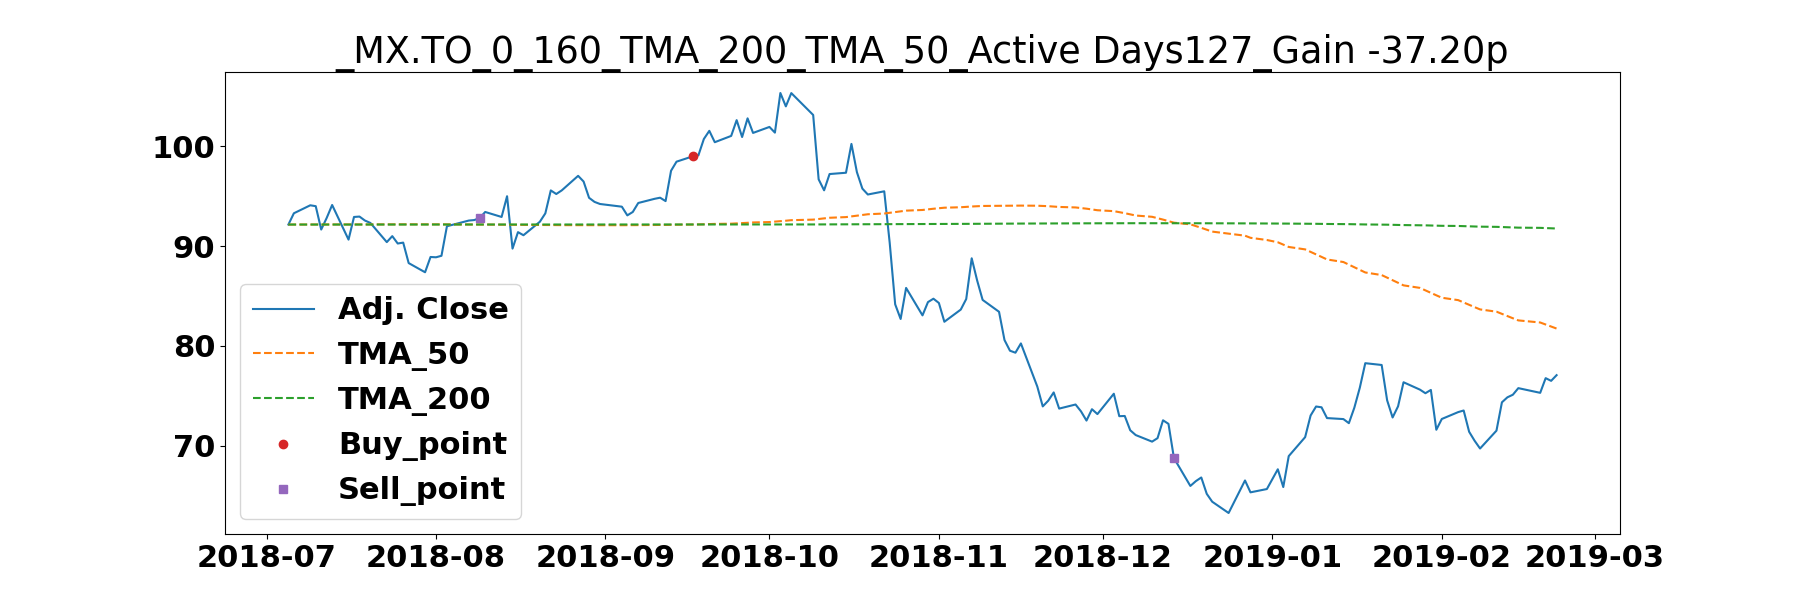 _MX.TO_0_160_TMA_200_TMA_50_Active Days127_Gain -37.20p
100
90
80
70
Adj. Close
TMA_50
TMA_200
Buy_point
Sell_point
2018-07 2018-08 2018-09 2018-10 2018-11 2018-12 2019-01 2019-02 2019-03